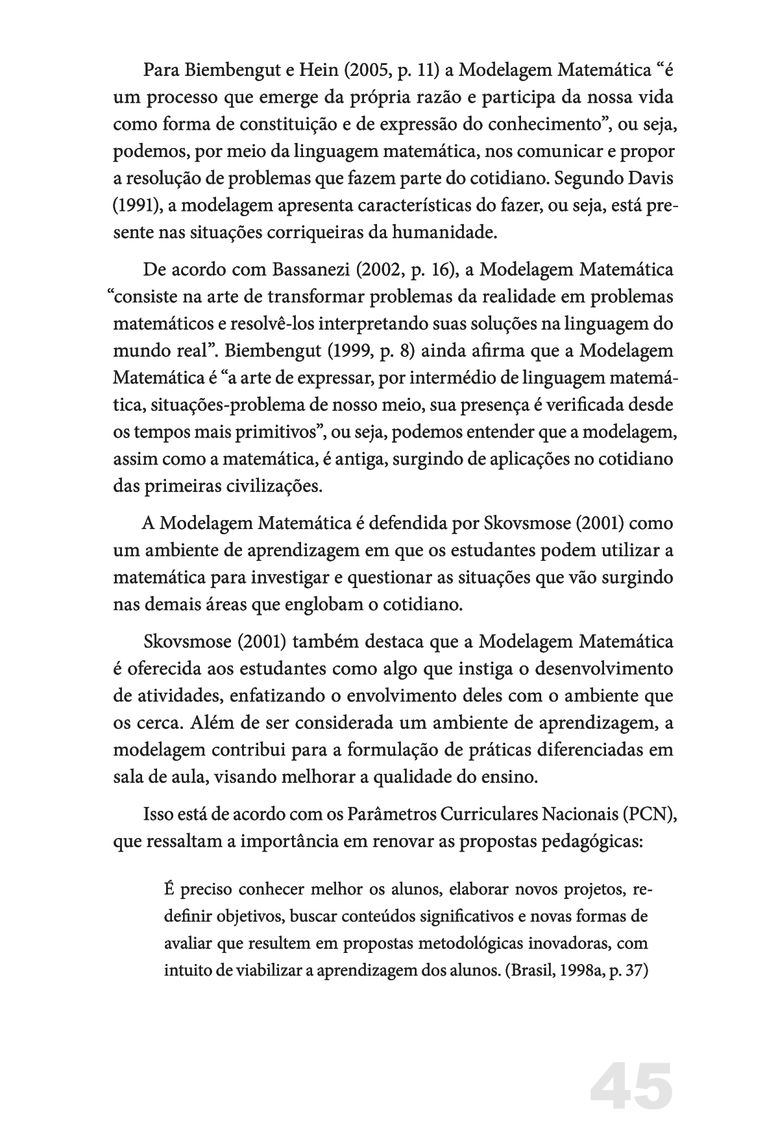 Para Biembengut e Hein (2005, p. 11) a Modelagem Matemática “é
um processo que emerge da própria razão e participa da nossa vida
como forma de constituição e de expressão do conhecimento”, ou seja,
podemos, por meio da linguagem matemática, nos comunicar e propor
a resolução de problemas que fazem parte do cotidiano. Segundo Davis
(1991), a modelagem apresenta características do fazer, ou seja, está pre-
sente nas situações corriqueiras da humanidade.
De acordo com Bassanezi (2002, p. 16), a Modelagem Matemática
“consiste na arte de transformar problemas da realidade em problemas
matemáticos e resolvê-los interpretando suas soluções na linguagem do
mundo real”. Biembengut (1999, p. 8) ainda afirma que a Modelagem
Matemática é “a arte de expressar, por intermédio de linguagem matemá-
tica, situações-problema de nosso meio, sua presença é verificada desde
os tempos mais primitivos”, ou seja, podemos entender que a modelagem,
assim como a matemática, é antiga, surgindo de aplicações no cotidiano
das primeiras civilizações.
A Modelagem Matemática é defendida por Skovsmose (2001) como
um ambiente de aprendizagem em que os estudantes podem utilizar a
matemática para investigar e questionar as situações que vão surgindo
nas demais áreas que englobam o cotidiano.
Skovsmose (2001) também destaca que a Modelagem Matemática
é oferecida aos estudantes como algo que instiga o desenvolvimento
de atividades, enfatizando o envolvimento deles com o ambiente que
os cerca. Além de ser considerada um ambiente de aprendizagem, a
modelagem contribui para a formulação de práticas diferenciadas em
sala de aula, visando melhorar a qualidade do ensino.
Isso está de acordo com os Parâmetros Curriculares Nacionais (PCN),
que ressaltam a importância em renovar as propostas pedagógicas:
É preciso conhecer melhor os alunos, elaborar novos projetos, re-
definir objetivos, buscar conteúdos significativos e novas formas de
avaliar que resultem em propostas metodológicas inovadoras, com
intuito de viabilizar a aprendizagem dos alunos. (Brasil, 1998a, p. 37)
45